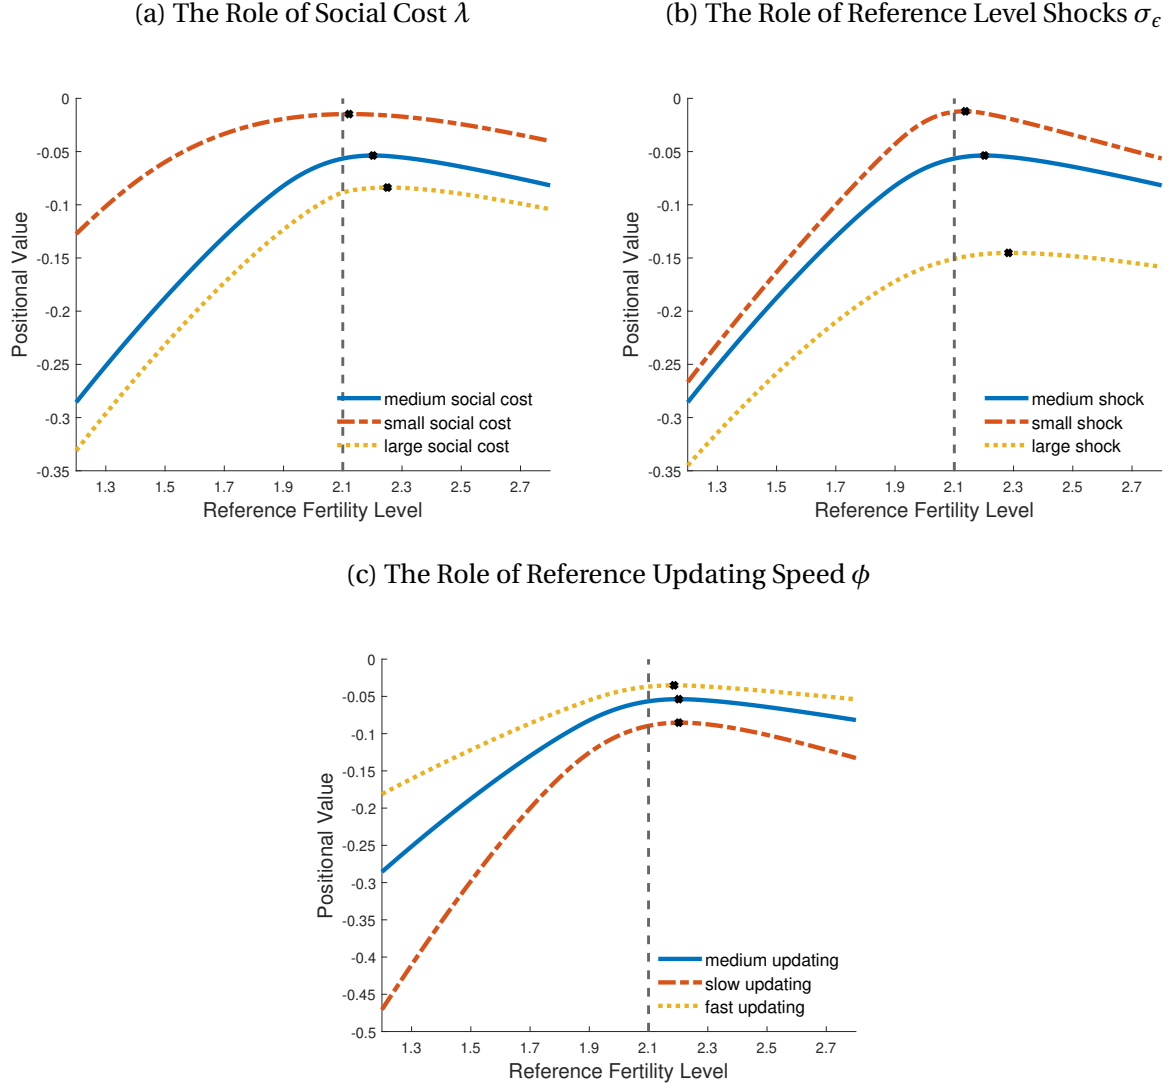 (a) The Role of Social Cost λ
0
-0.05
-0.1
-0.15
-0.2
-0.25
-0.3
-0.35
Positional Value
medium social cost
small social cost
large social cost
1.3 1.5 1.7 1.9 2.1 2.3 2.5 2.7
Reference Fertility Level
(b) The Role of Reference Level Shocks σϵ
0
-0.05
-0.1
-0.15
-0.2
-0.25
-0.3
-0.35
Positional Value
medium shock
small shock
large shock
1.3 1.5 1.7 1.9 2.1 2.3 2.5 2.7
Reference Fertility Level
(c) The Role of Reference Updating Speed ϕ
0
-0.05
-0.1
-0.15
-0.2
-0.25
-0.3
-0.35
-0.4
-0.45
-0.5
Positional Value
medium updating
slow updating
fast updating
1.3 1.5 1.7 1.9 2.1 2.3 2.5 2.7
Reference Fertility Level